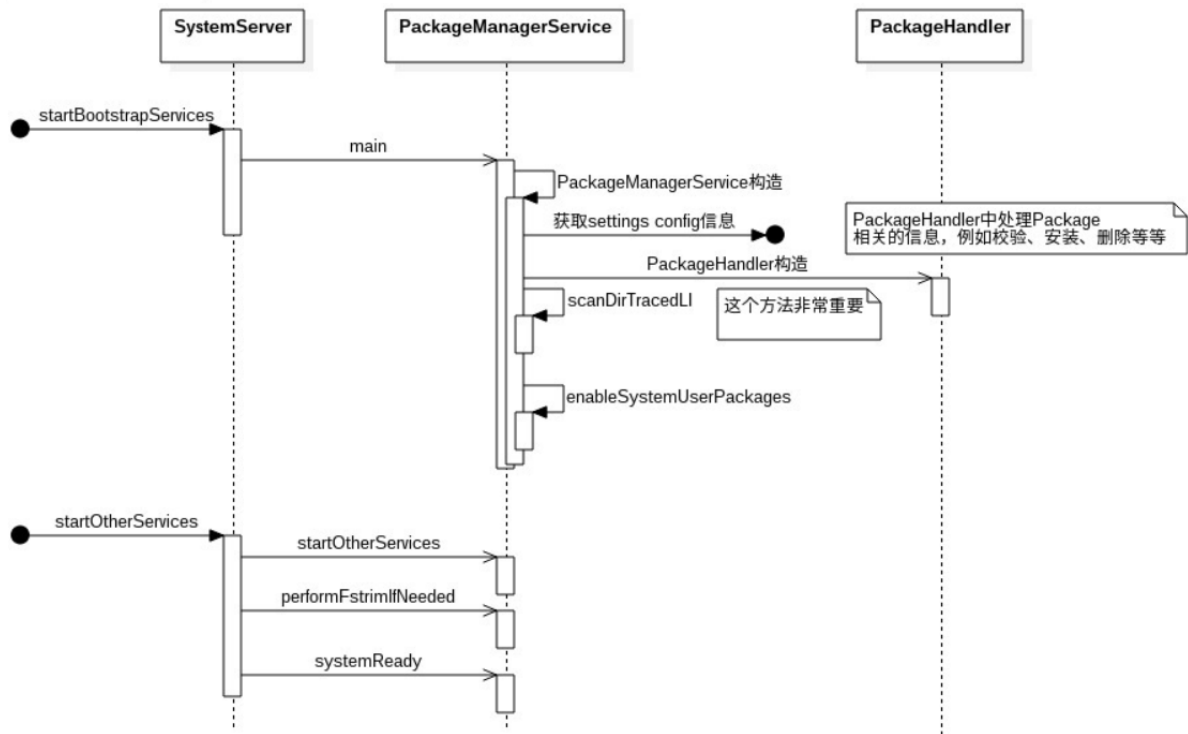 SystemServer
PackageManagerService
PackageHandler
startBootstrapServices
main
PackageManagerService构造
获取settings config信息
PackageHandler中处理Package
相关的信息，例如校验、安装、删除等等
PackageHandler构造
scanDirTracedLI
这个方法非常重要
enableSystemUserPackages
startOtherServices
startOtherServices
performFstrimIfNeeded
systemReady